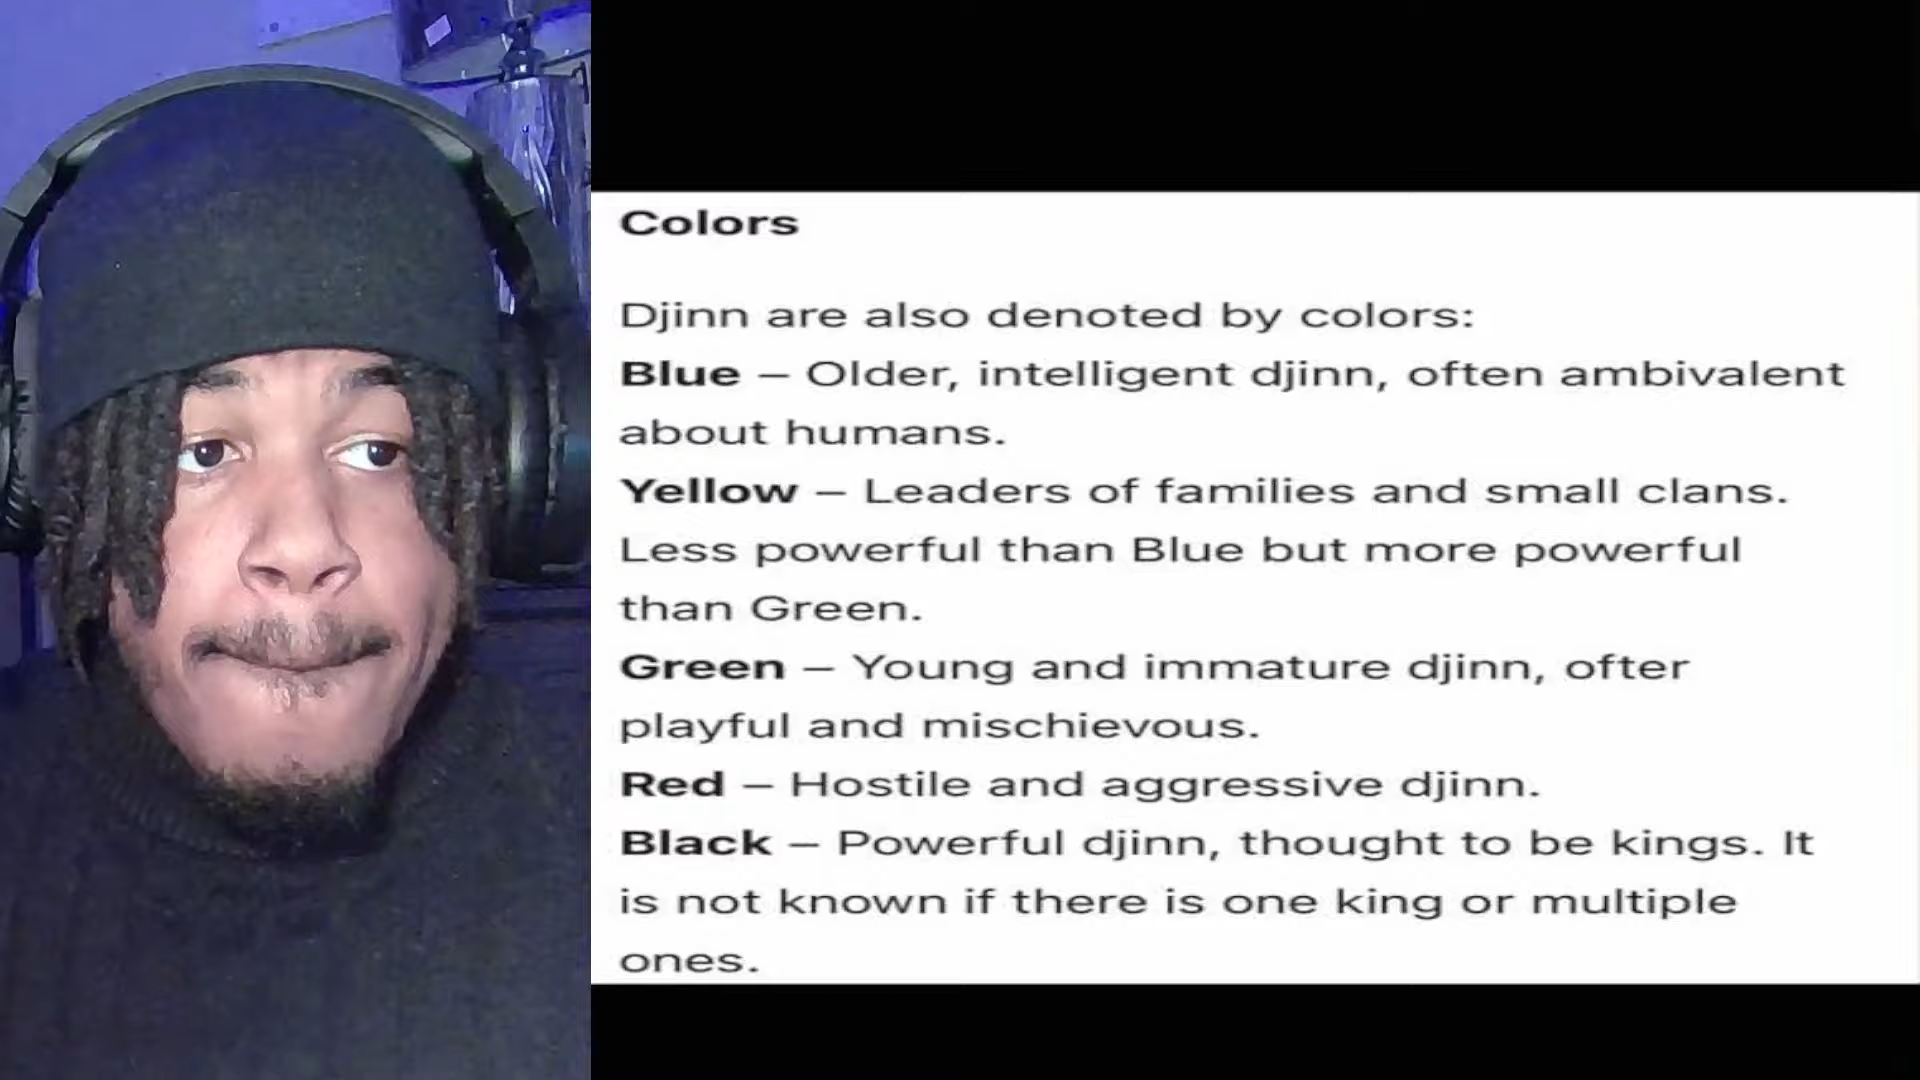 Colors
Djinn are also denoted by colors:
Blue – Older, intelligent djinn, often ambivalent
about humans.
Yellow – Leaders of families and small clans.
Less powerful than Blue but more powerful
than Green.
Green – Young and immature djinn, ofter
playful and mischievous.
Red – Hostile and aggressive djinn.
Black – Powerful djinn, thought to be kings. It
is not known if there is one king or multiple
ones.